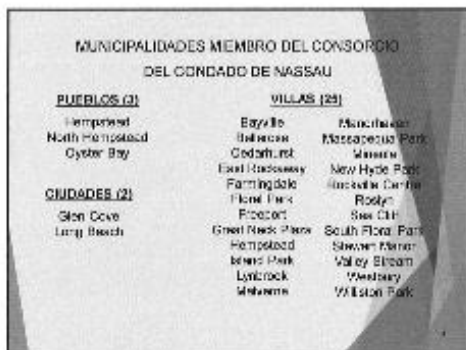 MUNICIPALIDADES MIEMBRO DEL CONSORCIO
DEL CONDADO DE NASSAU
PUEBLOS (3)
Hempstead
North Hempstead
Oyster Bay
CIUDADES (2)
Glen Cove
Long Beach
VILLAS (25)
Bayville
Bellerose
Cedarhurst
East Rockaway
Farmingdale
Floral Park
Freeport
Great Neck Plaza
Hempstead
Island Park
Lynbrook
Malverne
Manorhaven
Massapequa Park
Mineola
New Hyde Park
Rockville Centre
Roslyn
Sea Cliff
South Floral Park
Stewart Manor
Valley Stream
Westbury
Williston Park